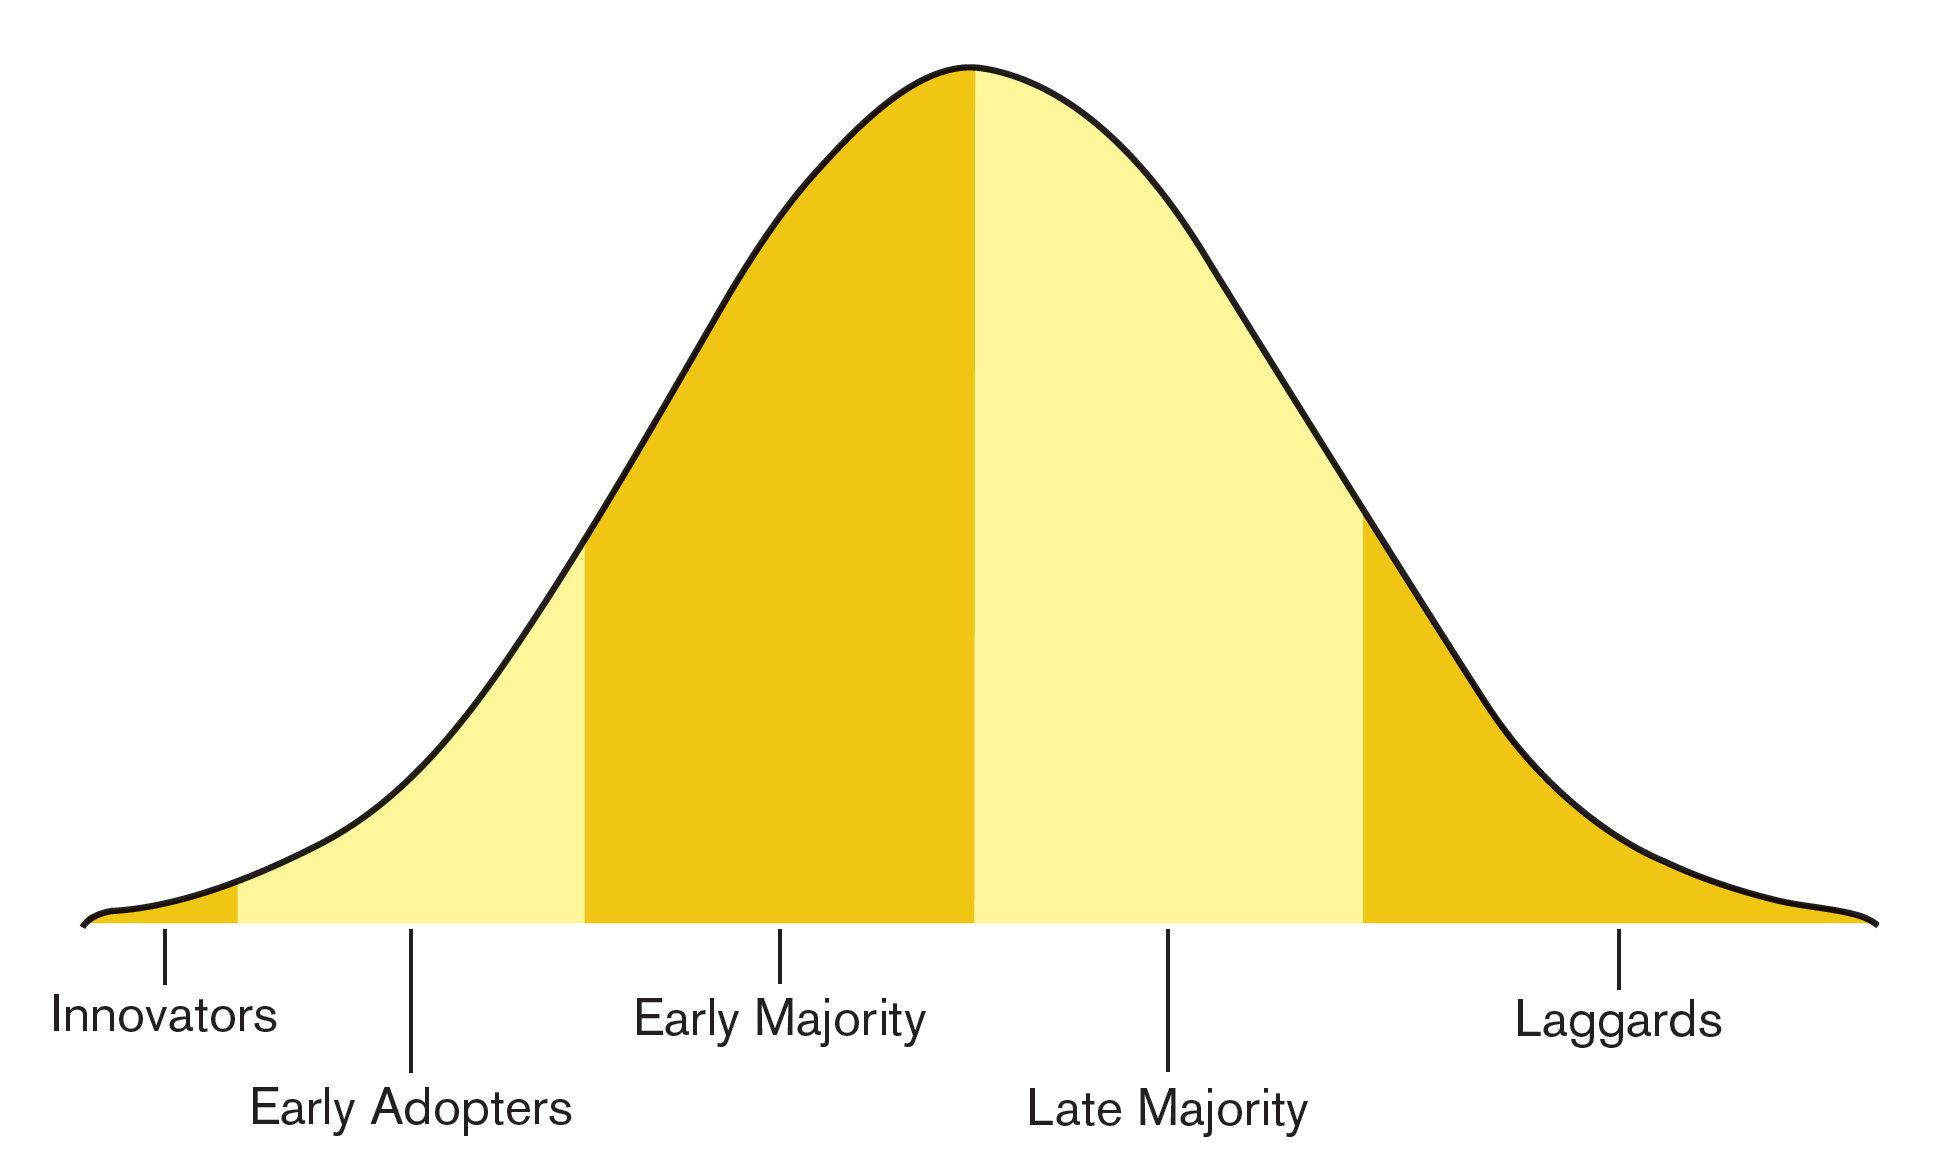 Innovators
Early Adopters
Early Majority
Late Majority
Laggards